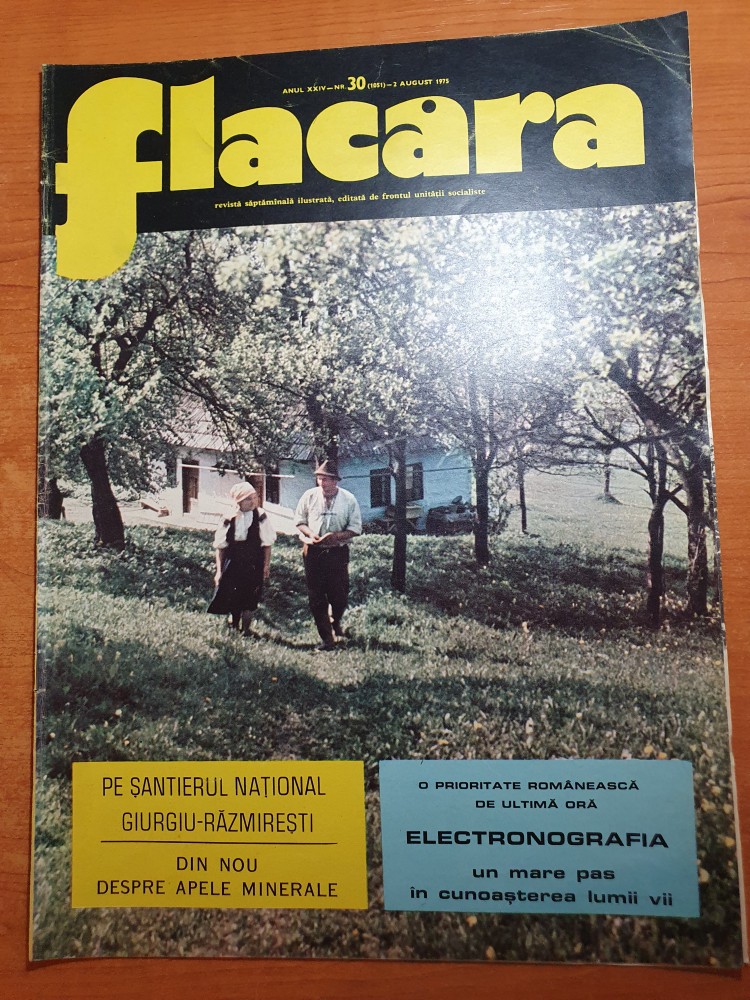 ANUL XXIV—NR. 30 (1051)—2 AUGUST 1975
flacăra
revistă săptămînală ilustrată, editată de frontul unității socialiste
PE ȘANTIERUL NAȚIONAL
GIURGIU-RĂZMIREȘTI
DIN NOU
DESPRE APELE MINERALE
O PRIORITATE ROMÂNEASCĂ
DE ULTIMĂ ORĂ
ELECTRONOGRAFIA
un mare pas
în cunoașterea lumii vii